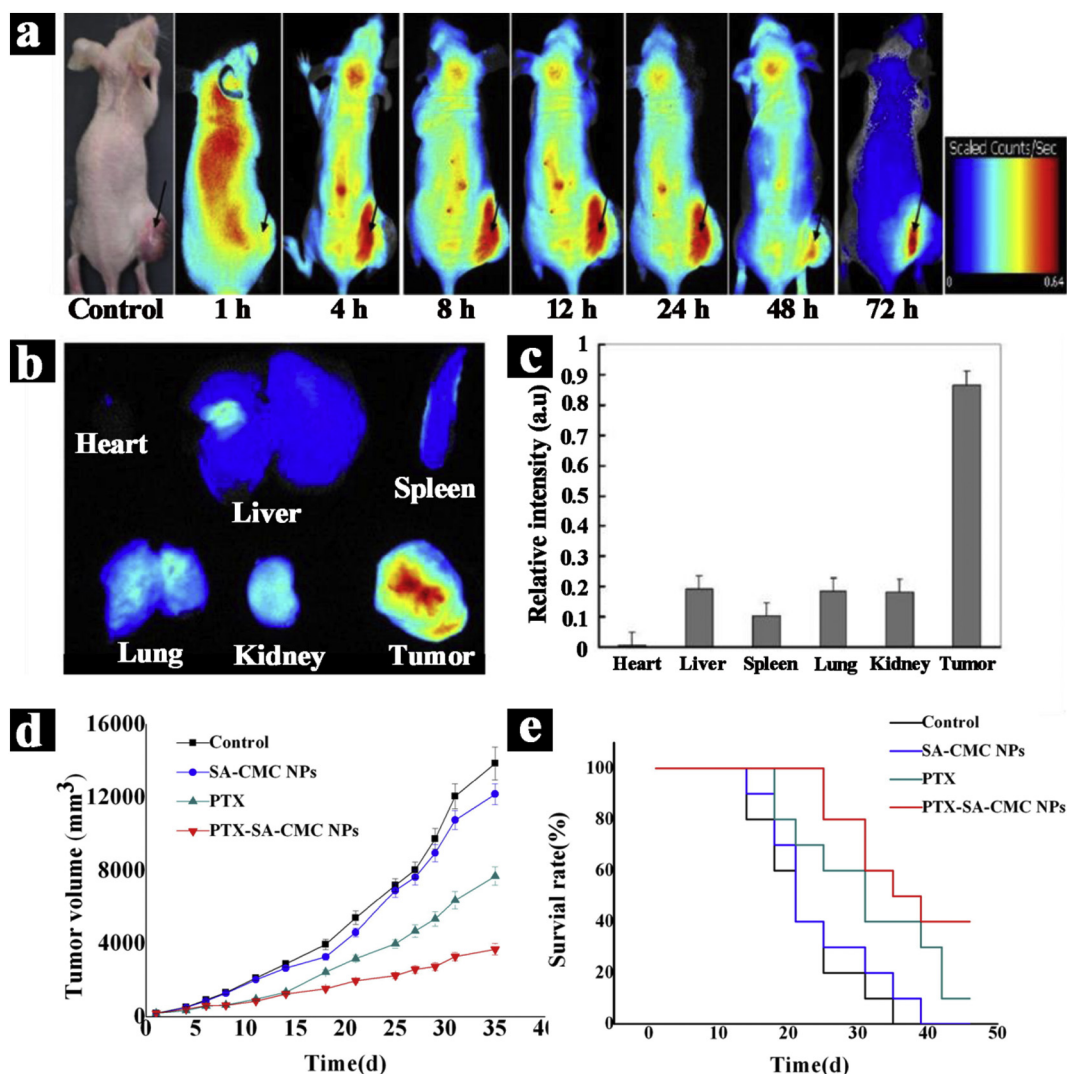 a
Control 1 h 4 h 8 h 12 h 24 h 48 h 72 h
Scaled Counts/Sec
0 0.64
b
Heart
Liver
Spleen
Lung
Kidney
Tumor
c
Relative intensity (a.u)
1
0.9
0.8
0.7
0.6
0.5
0.4
0.3
0.2
0.1
0
Heart Liver Spleen Lung Kidney Tumor
d
Tumor volume (mm³)
16000
12000
8000
4000
0
Control
SA-CMC NPs
PTX
PTX-SA-CMC NPs
0 5 10 15 20 25 30 35 40
Time(d)
e
Survial rate(%)
100
80
60
40
20
0
Control
SA-CMC NPs
PTX
PTX-SA-CMC NPs
0 10 20 30 40 50
Time(d)